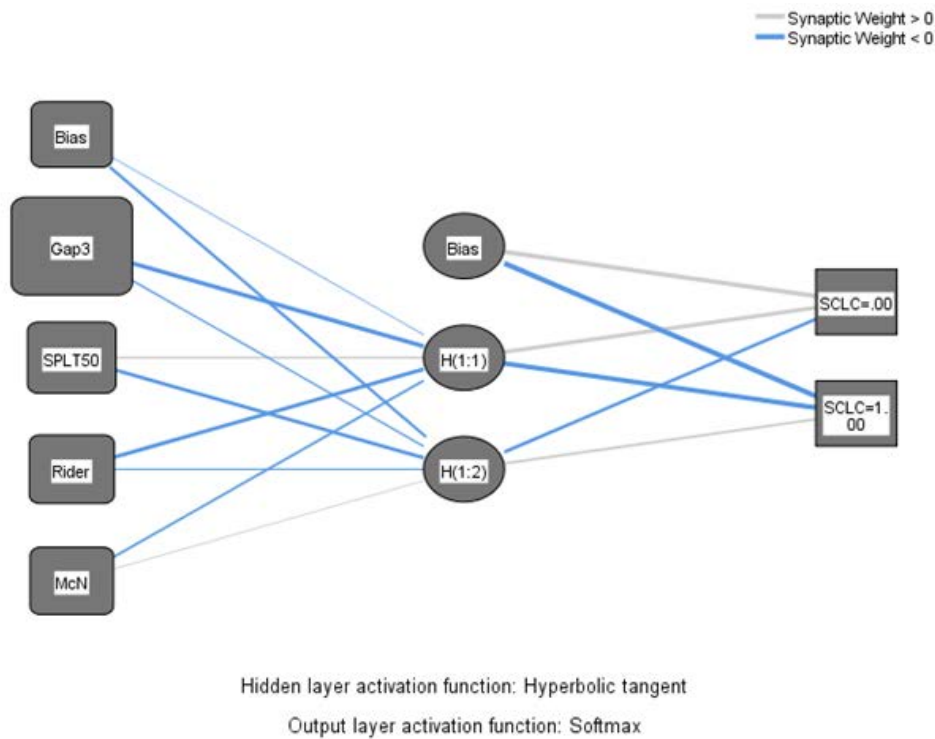 Synaptic Weight > 0
Synaptic Weight < 0
Bias
Gap3
Bias
SCLC=.00
SPLT50
H(1:1)
SCLC=1.
00
Rider
H(1:2)
McN
Hidden layer activation function: Hyperbolic tangent
Output layer activation function: Softmax